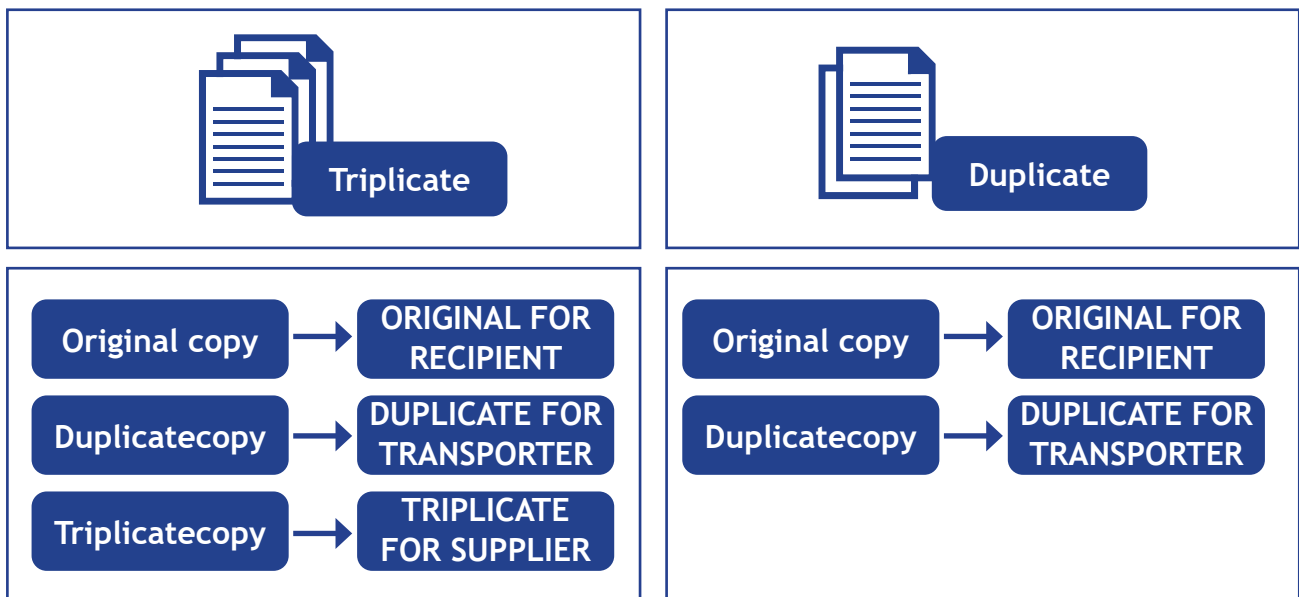 Triplicate
Duplicate
Original copy
ORIGINAL FOR
RECIPIENT
Duplicatecopy
DUPLICATE FOR
TRANSPORTER
Triplicatecopy
TRIPLICATE
FOR SUPPLIER
Original copy
ORIGINAL FOR
RECIPIENT
Duplicatecopy
DUPLICATE FOR
TRANSPORTER